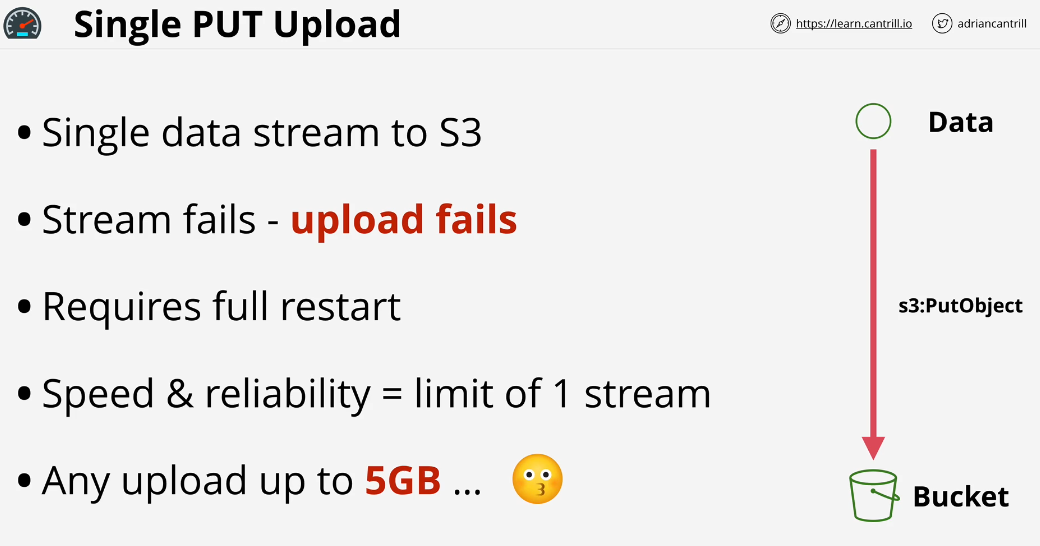 Single PUT Upload
https://learn.cantrill.io
adriancantrill
• Single data stream to S3
• Stream fails - upload fails
• Requires full restart
• Speed & reliability = limit of 1 stream
• Any upload up to 5GB ...
Data
s3:PutObject
Bucket